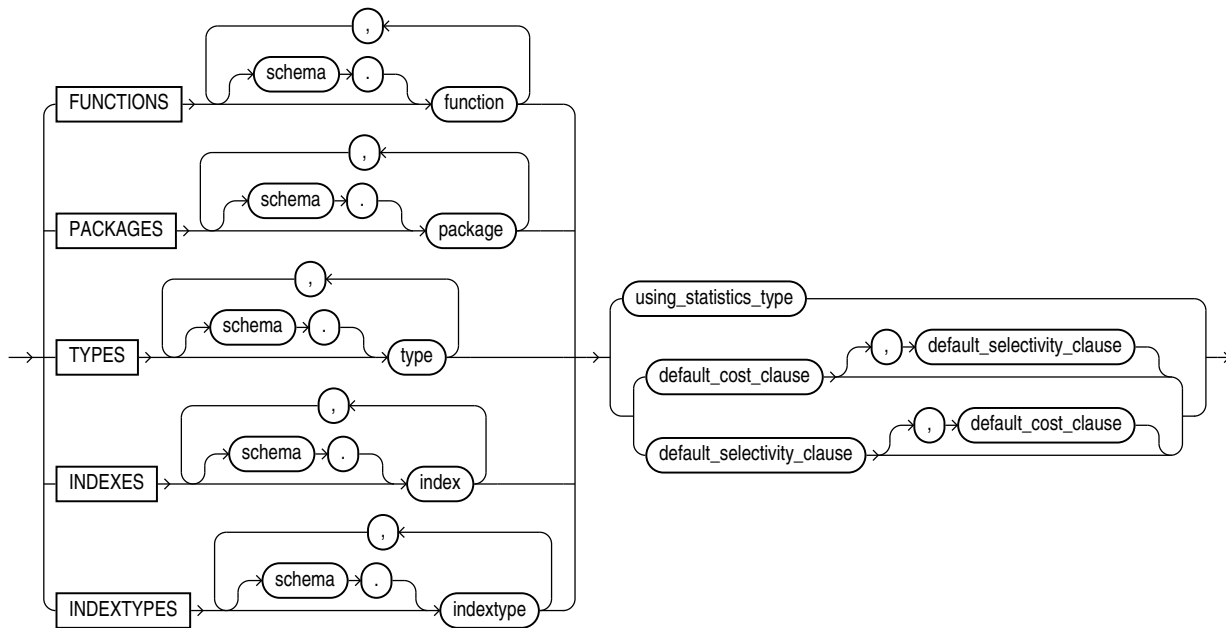 ,
schema .
FUNCTIONS function
,
schema .
PACKAGES package
,
schema .
TYPES type
,
schema .
INDEXES index
,
schema .
INDEXTYPES indextype
using_statistics_type
, default_selectivity_clause
default_cost_clause
, default_cost_clause
default_selectivity_clause